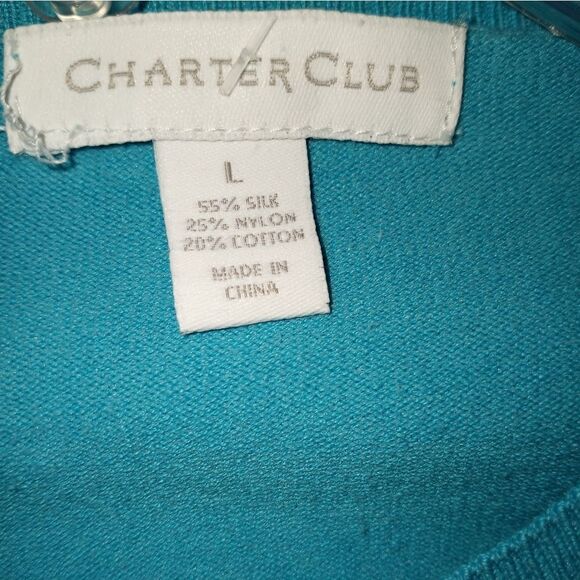 CHARTER CLUB
L
55% SILK
25% NYLON
20% COTTON
MADE IN
CHINA